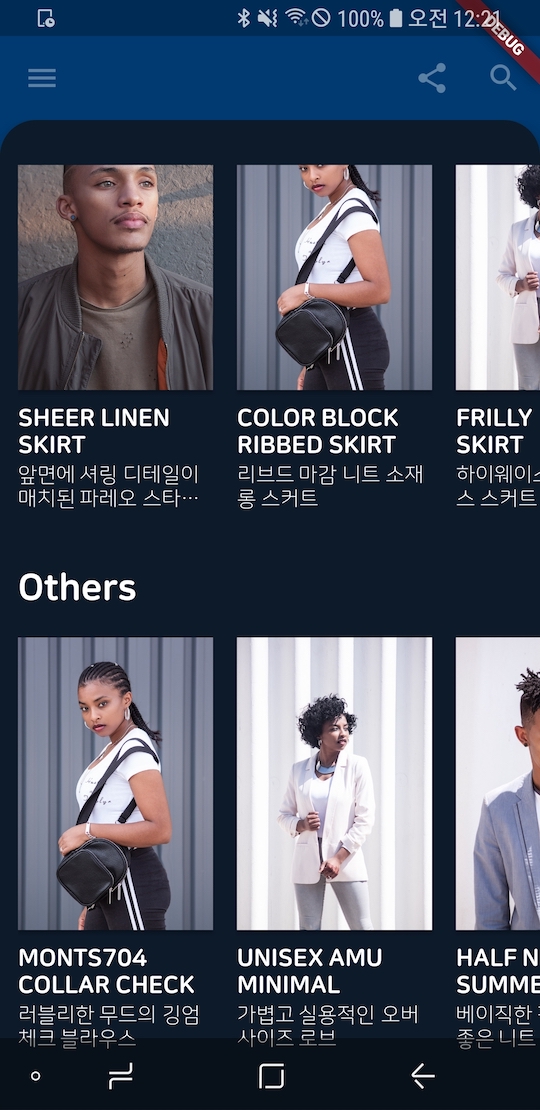 100% 오전 12:21
DEBUG
SHEER LINEN
SKIRT
앞면에 셔링 디테일이
매치된 파레오 스타…
COLOR BLOCK
RIBBED SKIRT
리브드 마감 니트 소재
롱 스커트
FRILLY
SKIRT
하이웨이스
스 스커트
Others
MONTS704
COLLAR CHECK
러블리한 무드의 깅엄
체크 블라우스
UNISEX AMU
MINIMAL
가볍고 실용적인 오버
사이즈 로브
HALF N
SUMME
베이직한
좋은 니트